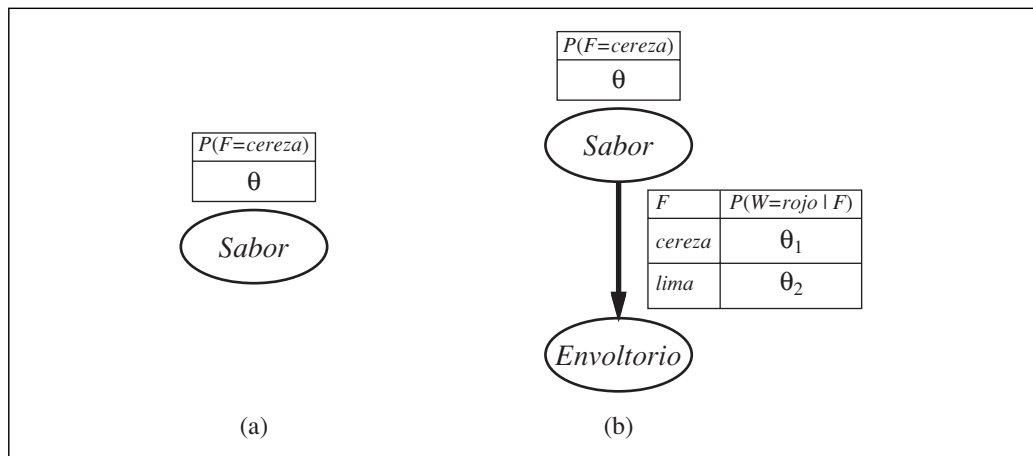 P(F=cereza)
θ
Sabor
(a)
P(F=cereza)
θ
Sabor
F P(W=rojo | F)
cereza θ1
lima θ2
Envoltorio
(b)